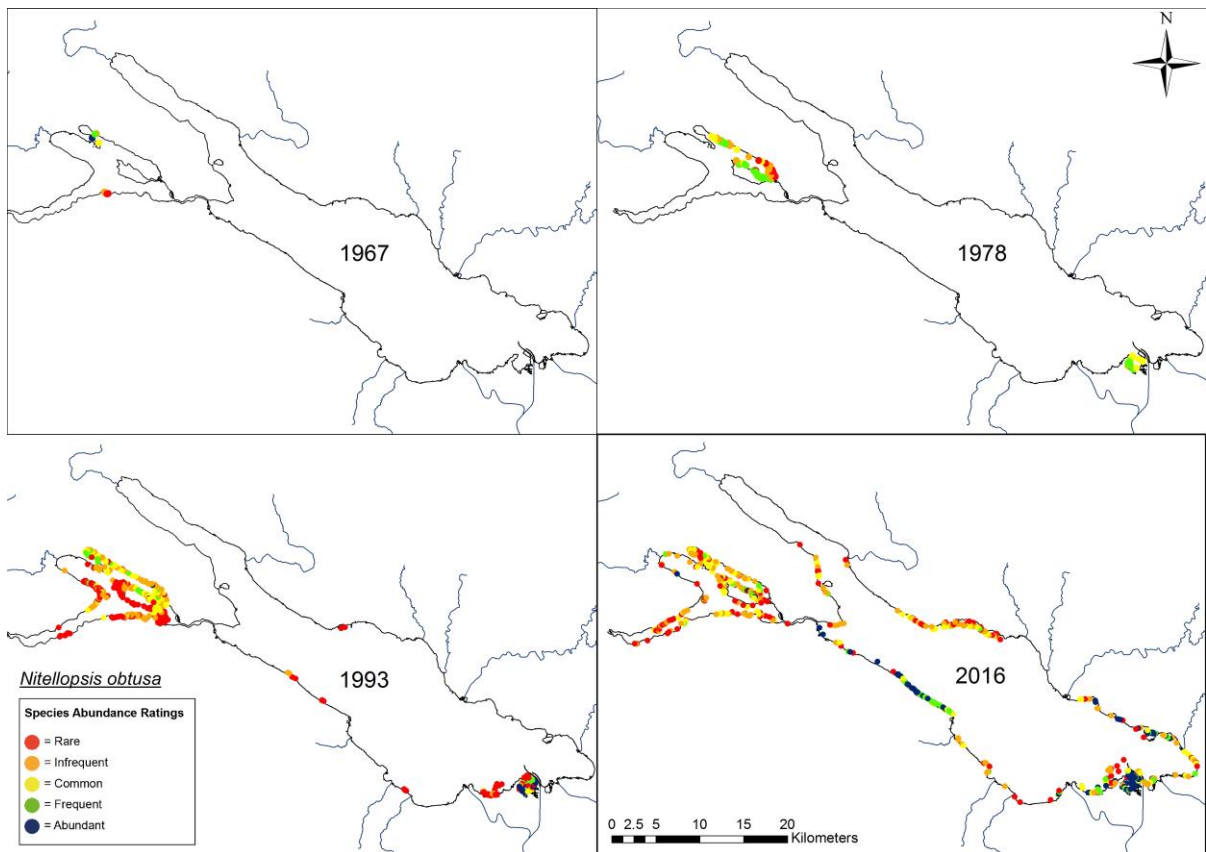 N
1967
1978
1993
2016
Nitellopsis obtusa
Species Abundance Ratings
= Rare
= Infrequent
= Common
= Frequent
= Abundant
0 2.5 5 10 15 20
Kilometers